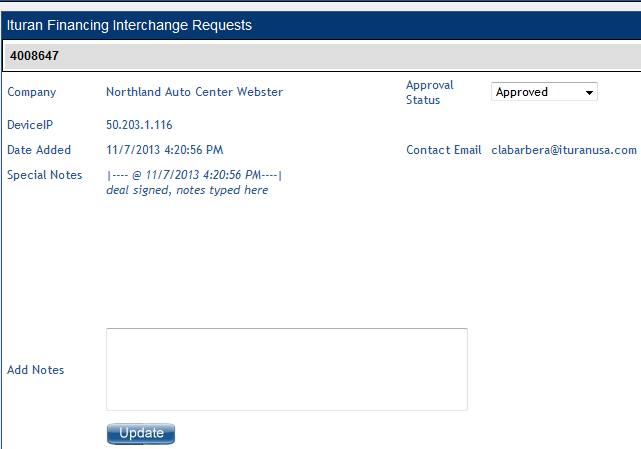 Ituran Financing Interchange Requests
4008647
Company Northland Auto Center Webster Approval Status Approved
DeviceIP 50.203.1.116
Date Added 11/7/2013 4:20:56 PM Contact Email clabarbera@ituranusa.com
Special Notes |---- @ 11/7/2013 4:20:56 PM----|
deal signed, notes typed here
Add Notes
Update